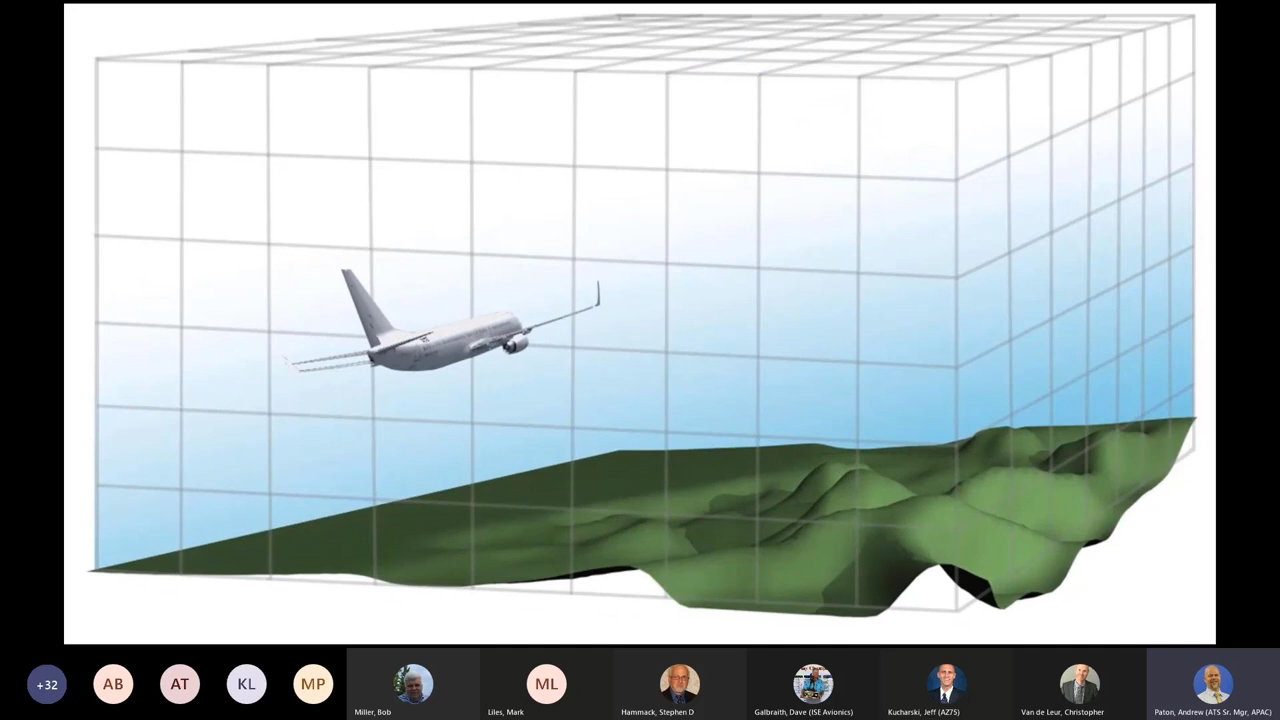 +32
AB
AT
KL
MP
ML
Miller, Bob
Liles, Mark
Hammack, Stephen D
Galbraith, Dave (ISE Avionics)
Kucharski, Jeff (AZ75)
Van de Leur, Christopher
Paton, Andrew (ATS Sr. Mgr, APAC)